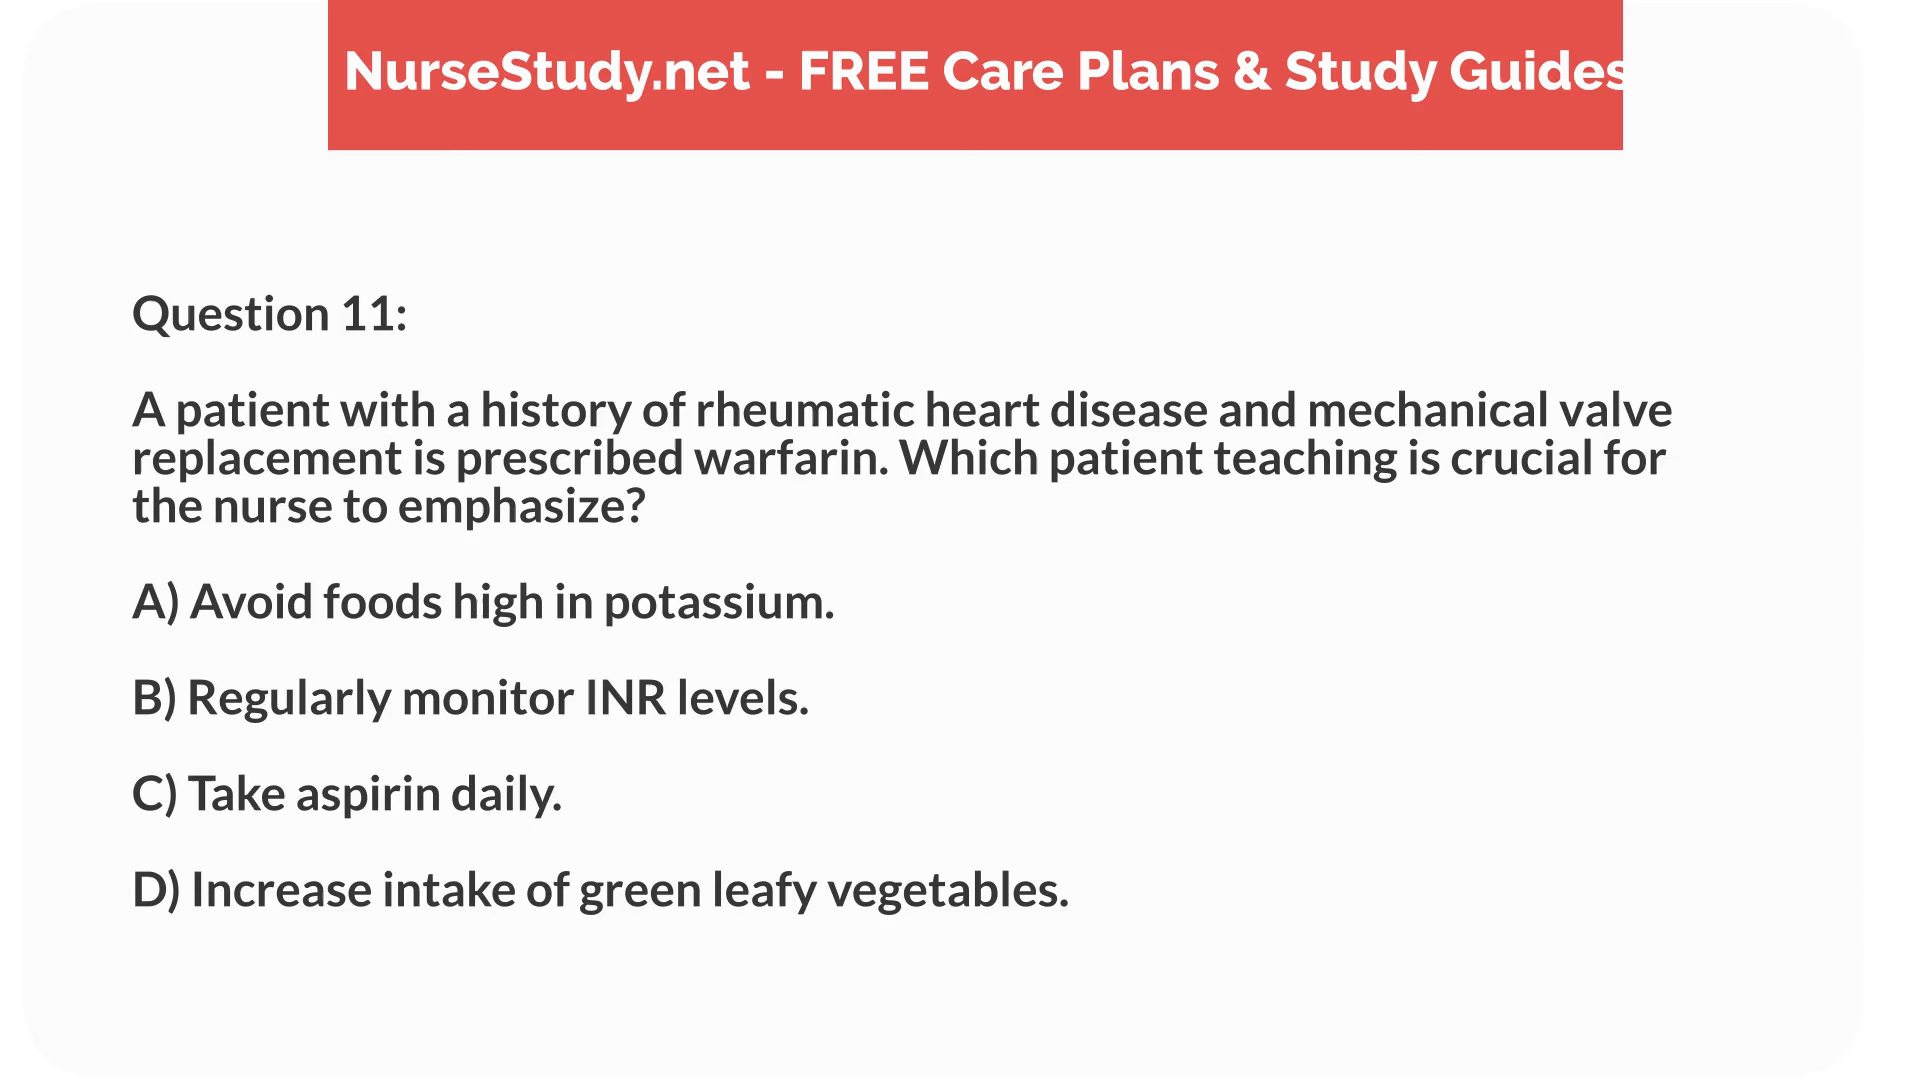 NurseStudy.net - FREE Care Plans & Study Guides
Question 11:
A patient with a history of rheumatic heart disease and mechanical valve
replacement is prescribed warfarin. Which patient teaching is crucial for
the nurse to emphasize?
A) Avoid foods high in potassium.
B) Regularly monitor INR levels.
C) Take aspirin daily.
D) Increase intake of green leafy vegetables.